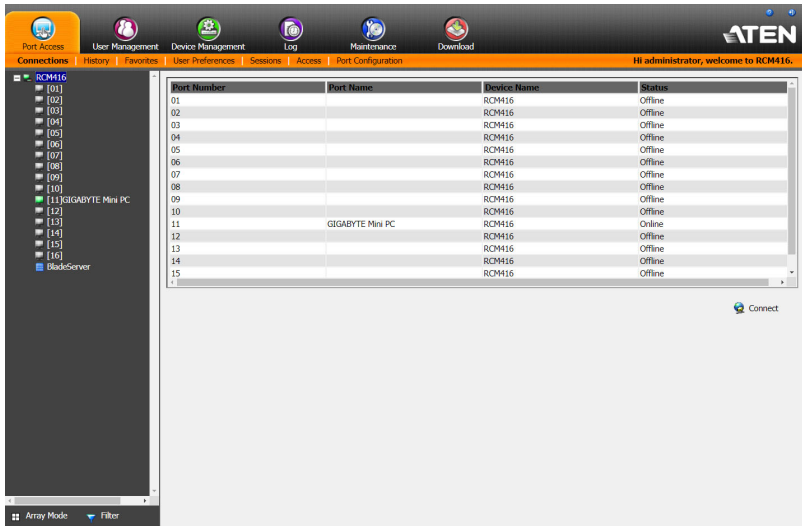 Port Access User Management Device Management Log Maintenance Download
ATEN
Connections History Favorites User Preferences Sessions Access Port Configuration Hi administrator, welcome to RCM416.
RCM416
[01]
[02]
[03]
[04]
[05]
[06]
[07]
[08]
[09]
[10]
[11]GIGABYTE Mini PC
[12]
[13]
[14]
[15]
[16]
BladeServer
Port Number Port Name Device Name Status
01 RCM416 Offline
02 RCM416 Offline
03 RCM416 Offline
04 RCM416 Offline
05 RCM416 Offline
06 RCM416 Offline
07 RCM416 Offline
08 RCM416 Offline
09 RCM416 Offline
10 RCM416 Offline
11 GIGABYTE Mini PC RCM416 Online
12 RCM416 Offline
13 RCM416 Offline
14 RCM416 Offline
15 RCM416 Offline
Connect
Array Mode Filter